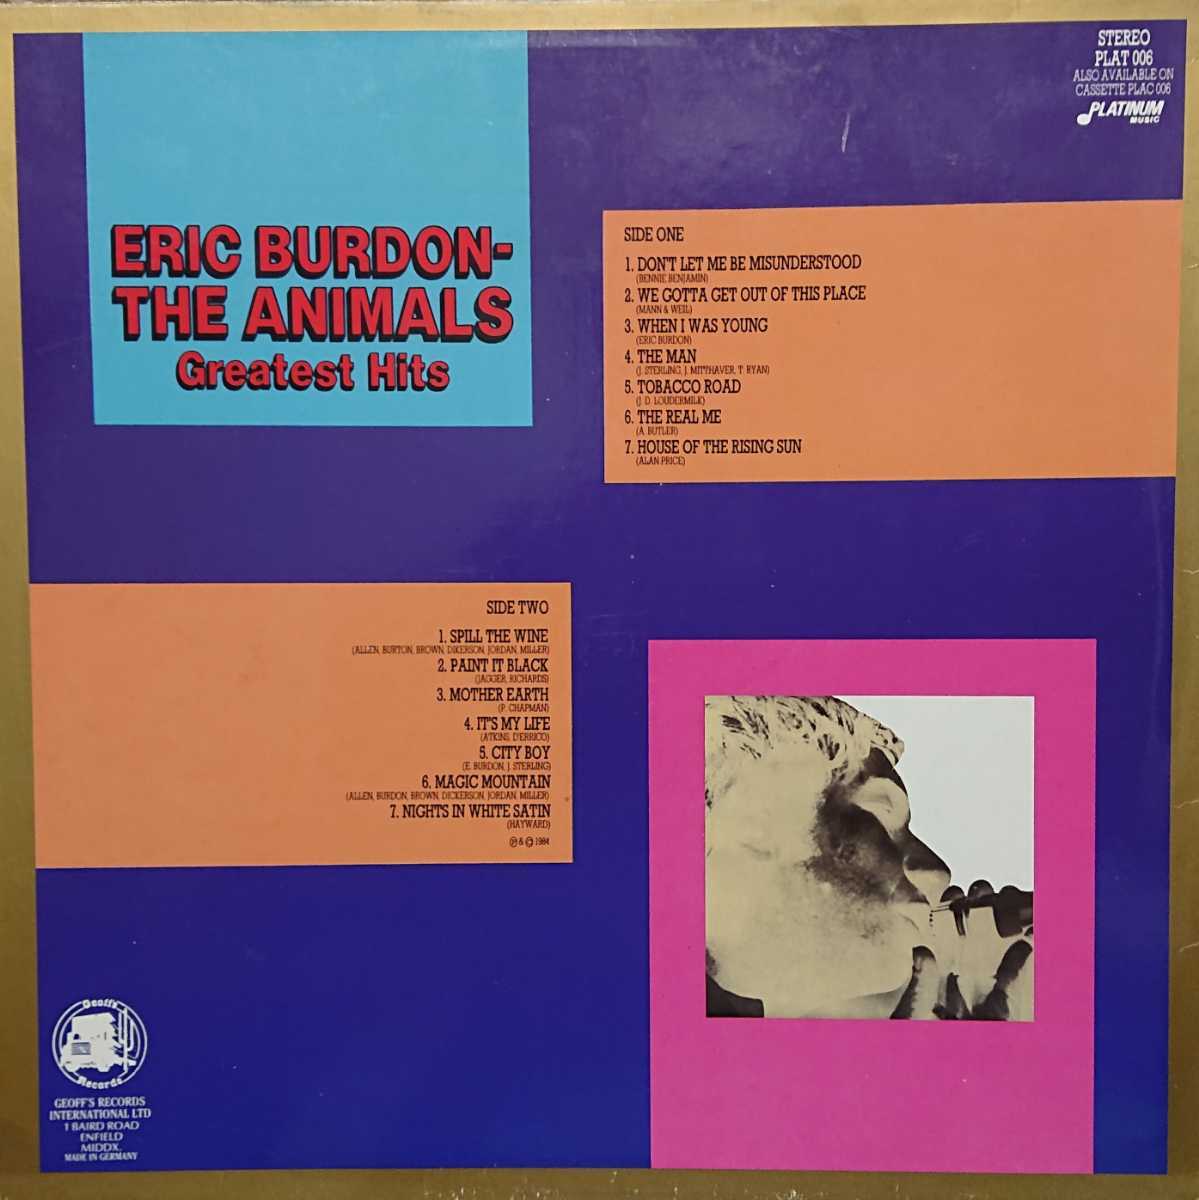 STEREO
PLAT 006
ALSO AVAILABLE ON
CASSETTE PLAC 006
PLATINUM
MUSIC
ERIC BURDON-
THE ANIMALS
Greatest Hits
SIDE ONE
1. DON'T LET ME BE MISUNDERSTOOD
(BENNIE BENJAMIN)
2. WE GOTTA GET OUT OF THIS PLACE
(MANN & WEIL)
3. WHEN I WAS YOUNG
(ERIC BURDON)
4. THE MAN
(J. STERLING, J. MITTHAVER, T. RYAN)
5. TOBACCO ROAD
(J. D. LOUDERMILK)
6. THE REAL ME
(A. BUTLER)
7. HOUSE OF THE RISING SUN
(ALAN PRICE)
SIDE TWO
1. SPILL THE WINE
(ALLEN, BURTON, BROWN, DIKERSON, JORDAN, MILLER)
2. PAINT IT BLACK
(JAGGER, RICHARDS)
3. MOTHER EARTH
(P. CHAPMAN)
4. IT'S MY LIFE
(ATKINS, D'ERRICO)
5. CITY BOY
(E. BURDON, J. STERLING)
6. MAGIC MOUNTAIN
(ALLEN, BURDON, BROWN, DICKERSON, JORDAN, MILLER)
7. NIGHTS IN WHITE SATIN
(HAYWARD)
℗ & © 1984
Geoff's
Records
GEOFF'S RECORDS
INTERNATIONAL LTD
1 BAIRD ROAD
ENFIELD
MIDDX.
MADE IN GERMANY